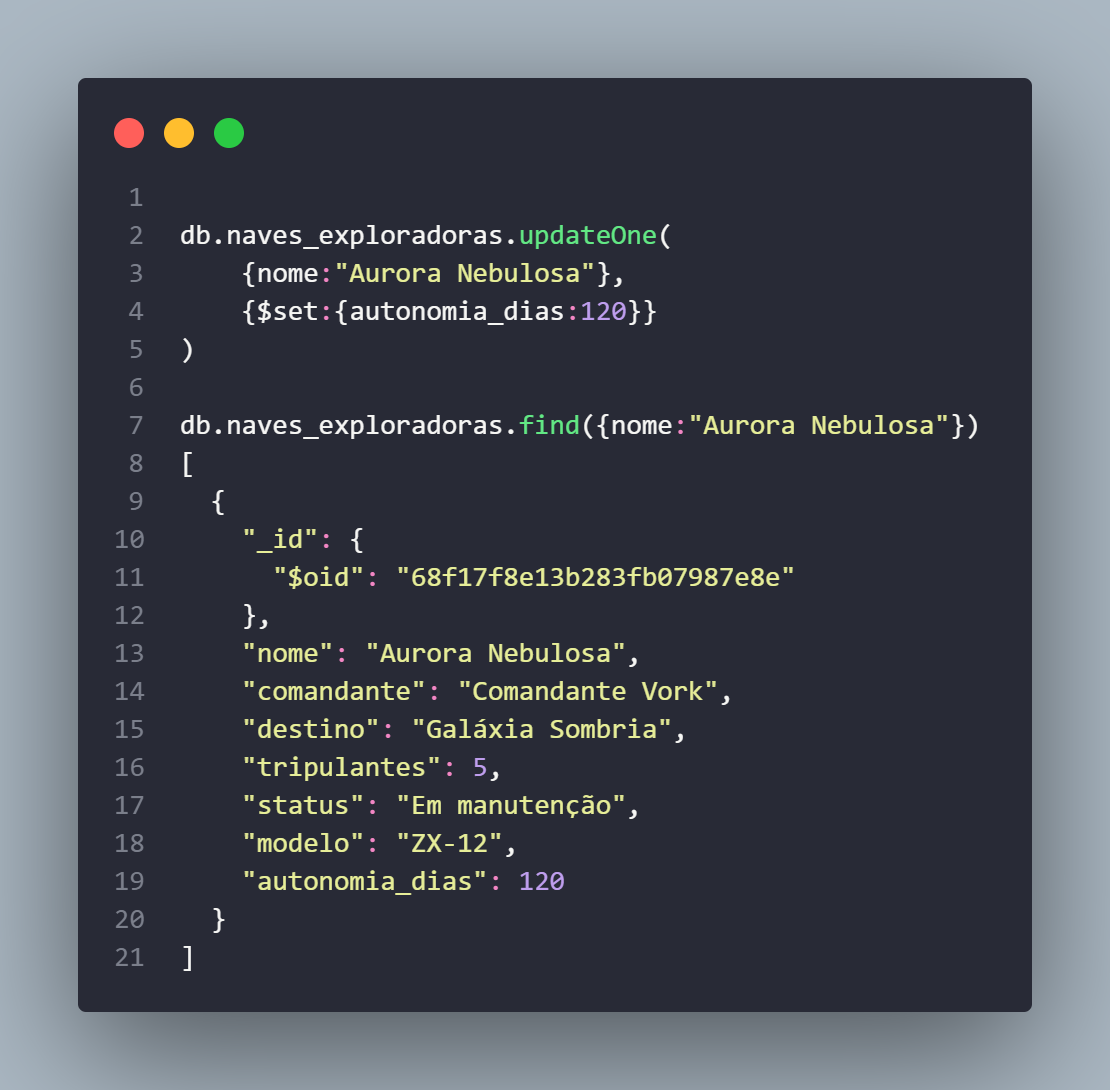 1
2 db.naves_exploradoras.updateOne(
3     {nome:"Aurora Nebulosa"},
4     {$set:{autonomia_dias:120}}
5 )
6
7 db.naves_exploradoras.find({nome:"Aurora Nebulosa"})
8 [
9   {
10     "_id": {
11       "$oid": "68f17f8e13b283fb07987e8e"
12     },
13     "nome": "Aurora Nebulosa",
14     "comandante": "Comandante Vork",
15     "destino": "Galáxia Sombria",
16     "tripulantes": 5,
17     "status": "Em manutenção",
18     "modelo": "ZX-12",
19     "autonomia_dias": 120
20   }
21 ]